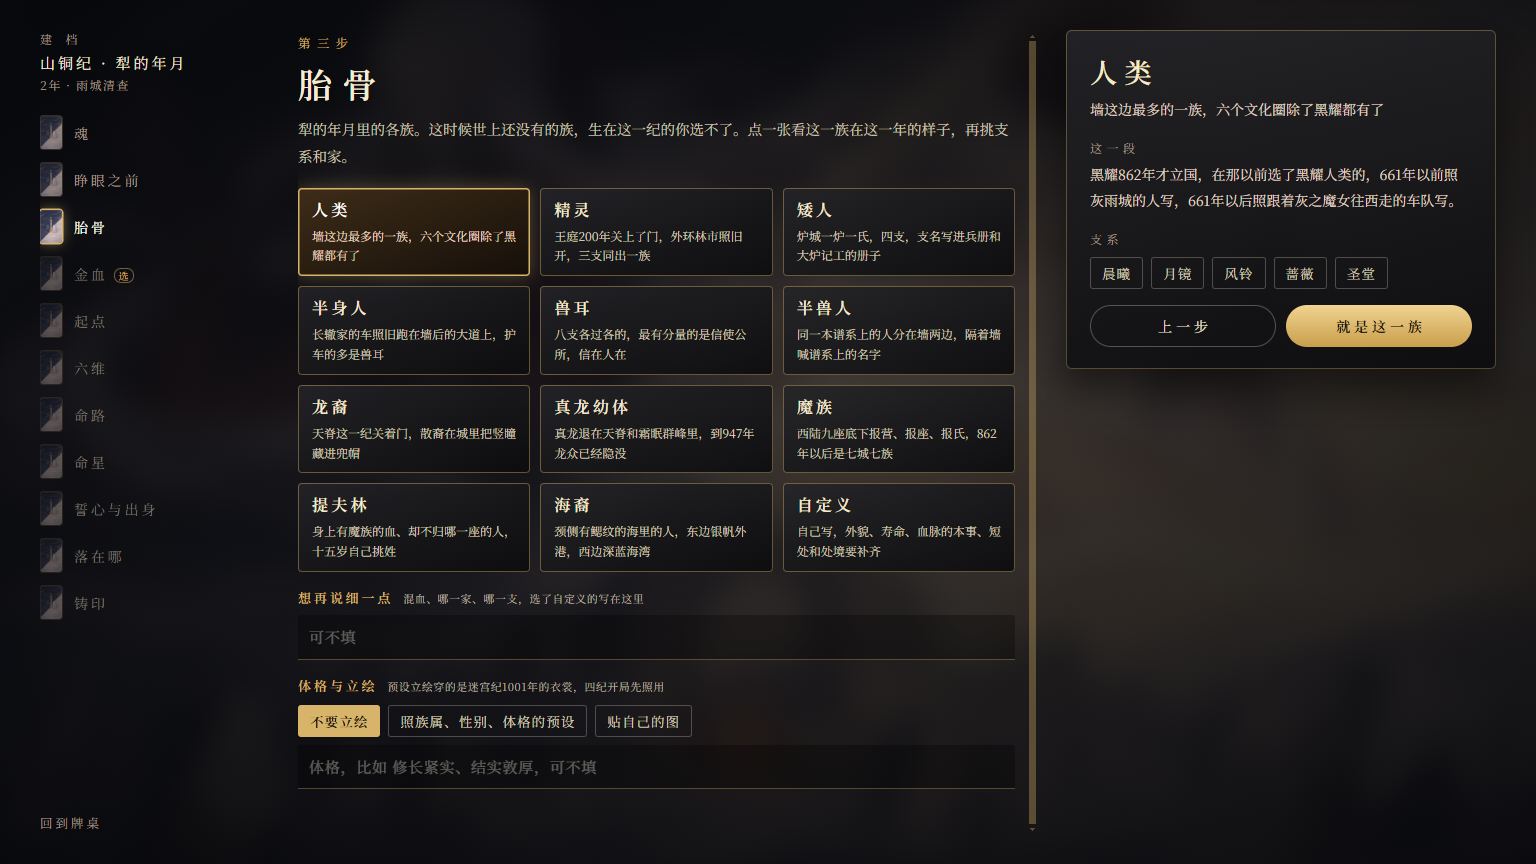 建 档
山铜纪 · 犁的年月
2年 · 雨城清查
魂
睁眼之前
胎骨
金血 选
起点
六维
命路
命星
誓心与出身
落在哪
铸印
回到牌桌
第三步
胎骨
犁的年月里的各族。这时候世上还没有的族，生在这一纪的你选不了。点一张看这一族在这一年的样子，再挑支
系和家。
人类
墙这边最多的一族，六个文化圈除了黑
耀都有了
精灵
王庭200年关上了门，外环林市照旧
开，三支同出一族
矮人
炉城一炉一氏，四支，支名写进兵册和
大炉记工的册子
半身人
长辙家的车照旧跑在墙后的大道上，护
车的多是兽耳
兽耳
八支各过各的，最有分量的是信使公
所，信在人在
半兽人
同一本谱系上的人分在墙两边，隔着墙
喊谱系上的名字
龙裔
天脊这一纪关着门，散裔在城里把竖瞳
藏进兜帽
真龙幼体
真龙退在天脊和霜眠群峰里，到947年
龙众已经隐没
魔族
西陆九座底下报营、报座、报氏，862
年以后是七城七族
提夫林
身上有魔族的血、却不归哪一座的人，
十五岁自己挑姓
海裔
颈侧有鳃纹的海里的人，东边银帆外
港，西边深蓝海湾
自定义
自己写，外貌、寿命、血脉的本事、短
处和处境要补齐
想再说细一点 混血、哪一家、哪一支，选了自定义的写在这里
可不填
体格与立绘 预设立绘穿的是迷宫纪1001年的衣裳，四纪开局先照用
不要立绘
照族属、性别、体格的预设
贴自己的图
体格，比如 修长紧实、结实敦厚，可不填
人类
墙这边最多的一族，六个文化圈除了黑耀都有了
这一段
黑耀862年才立国，在那以前选了黑耀人类的，661年以前照
灰雨城的人写，661年以后照跟着灰之魔女往西走的车队写。
支系
晨曦
月镜
风铃
蔷薇
圣堂
上一步
就是这一族